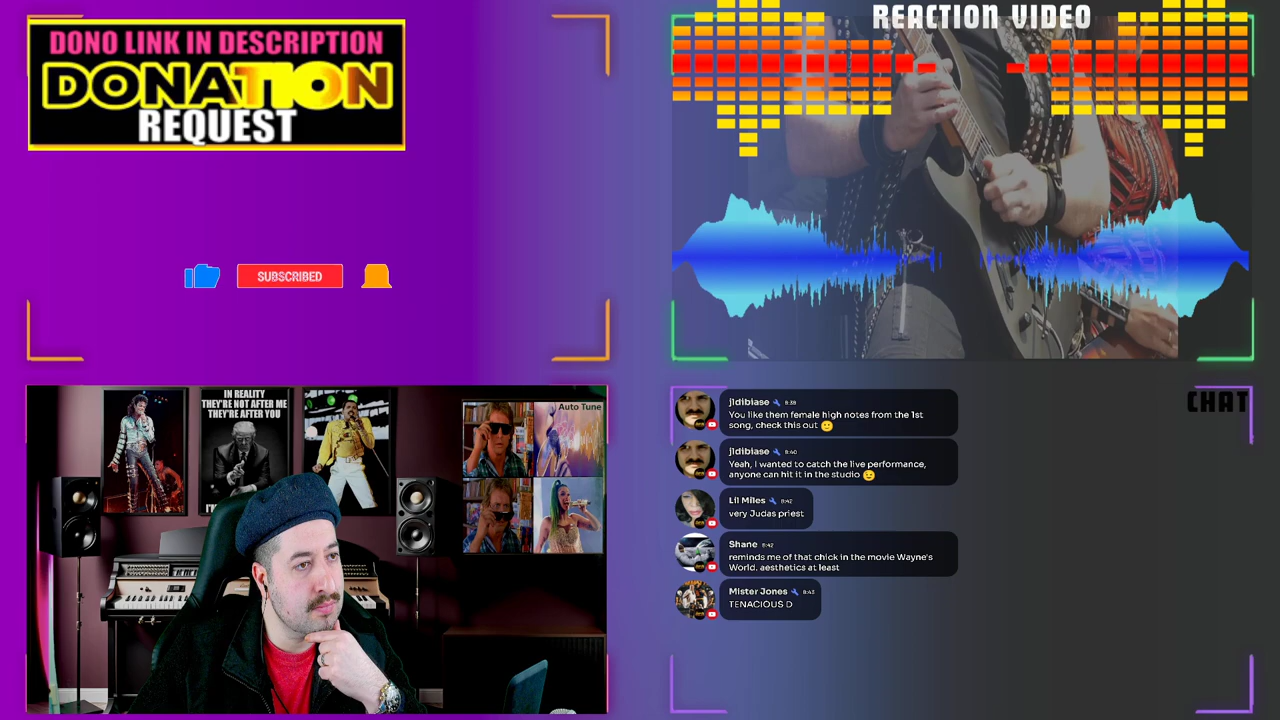 DONO LINK IN DESCRIPTION
DONATION
REQUEST
SUBSCRIBED
REACTION VIDEO
IN REALITY
THEY'RE NOT AFTER ME
THEY'RE AFTER YOU
Auto Tune
CHAT
jldibiase 8:38
You like them female high notes from the 1st
song, check this out
jldibiase 8:40
Yeah, I wanted to catch the live performance,
anyone can hit it in the studio
Lil Miles 8:42
very Judas priest
Shane 8:42
reminds me of that chick in the movie Wayne's
World. aesthetics at least
Mister Jones 8:43
TENACIOUS D